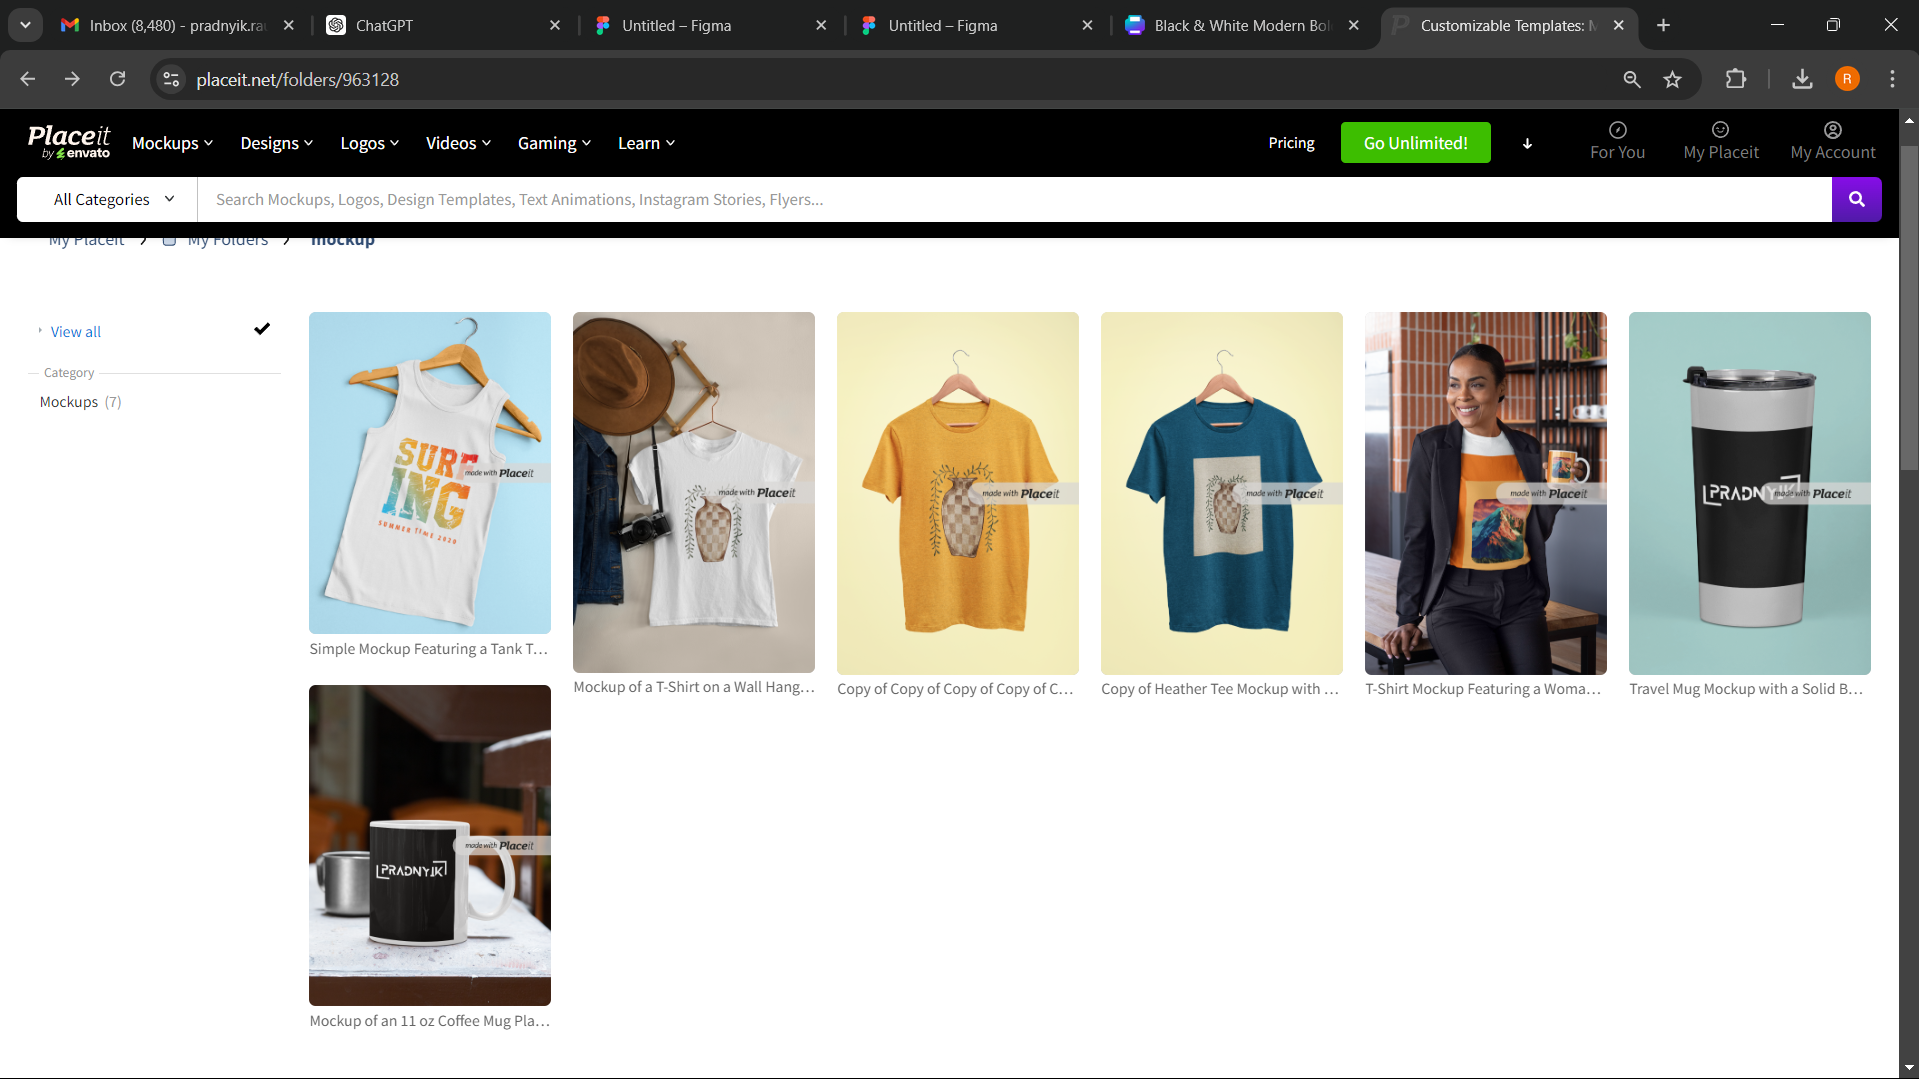 Inbox (8,480) - pradnyik.rau
ChatGPT
Untitled – Figma
Untitled – Figma
Black & White Modern Bol
Customizable Templates: M
placeit.net/folders/963128
R
Placeit
by envato
Mockups
Designs
Logos
Videos
Gaming
Learn
Pricing
Go Unlimited!
For You
My Placeit
My Account
All Categories
Search Mockups, Logos, Design Templates, Text Animations, Instagram Stories, Flyers...
My Placeit
My Folders
mockup
View all
Category
Mockups (7)
SURF
ING
SUMMER TIME 2020
made with Placeit
made with Placeit
made with Placeit
made with Placeit
made with Placeit
PRADNYIK
made with Placeit
Simple Mockup Featuring a Tank T...
Mockup of a T-Shirt on a Wall Hang...
Copy of Copy of Copy of Copy of C...
Copy of Heather Tee Mockup with ...
T-Shirt Mockup Featuring a Woma...
Travel Mug Mockup with a Solid B...
made with Placeit
PRADNYIK
Mockup of an 11 oz Coffee Mug Pla...